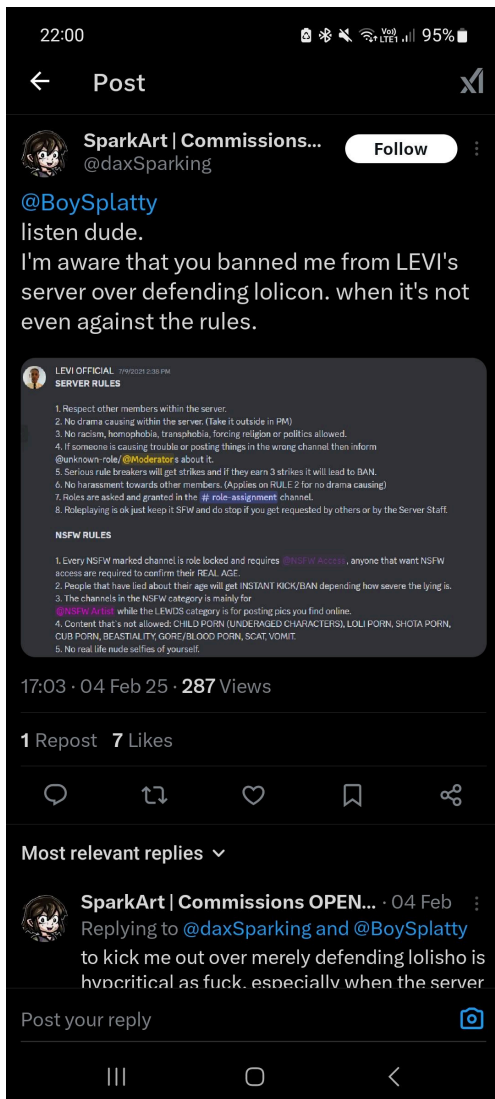 22:00
Vo)) LTE1 95%
Post
SparkArt | Commissions...
@daxSparking
Follow
@BoySplatty
listen dude.
I'm aware that you banned me from LEVI's
server over defending lolicon. when it's not
even against the rules.
LEVI OFFICIAL 7/9/2021 2:38 PM
SERVER RULES
1. Respect other members within the server.
2. No drama causing within the server. (Take it outside in PM)
3. No racism, homophobia, transphobia, forcing religion or politics allowed.
4. If someone is causing trouble or posting things in the wrong channel then inform
@unknown-role/@Moderators about it.
5. Serious rule breakers will get strikes and if they earn 3 strikes it will lead to BAN.
6. No harassment towards other members. (Applies on RULE 2 for no drama causing)
7. Roles are asked and granted in the # role-assignment channel.
8. Roleplaying is ok just keep it SFW and do stop if you get requested by others or by the Server Staff.
NSFW RULES
1. Every NSFW marked channel is role locked and requires @NSFW Access, anyone that want NSFW
access are required to confirm their REAL AGE.
2. People that have lied about their age will get INSTANT KICK/BAN depending how severe the lying is.
3. The channels in the NSFW category is mainly for
@NSFW Artist while the LEWDS category is for posting pics you find online.
4. Content that's not allowed: CHILD PORN (UNDERAGED CHARACTERS), LOLI PORN, SHOTA PORN,
CUB PORN, BEASTIALITY, GORE/BLOOD PORN, SCAT, VOMIT.
5. No real life nude selfies of yourself.
17:03 · 04 Feb 25 · 287 Views
1 Repost 7 Likes
Most relevant replies
SparkArt | Commissions OPEN... · 04 Feb
Replying to @daxSparking and @BoySplatty
to kick me out over merely defending lolisho is
hypcritical as fuck. especially when the server
Post your reply